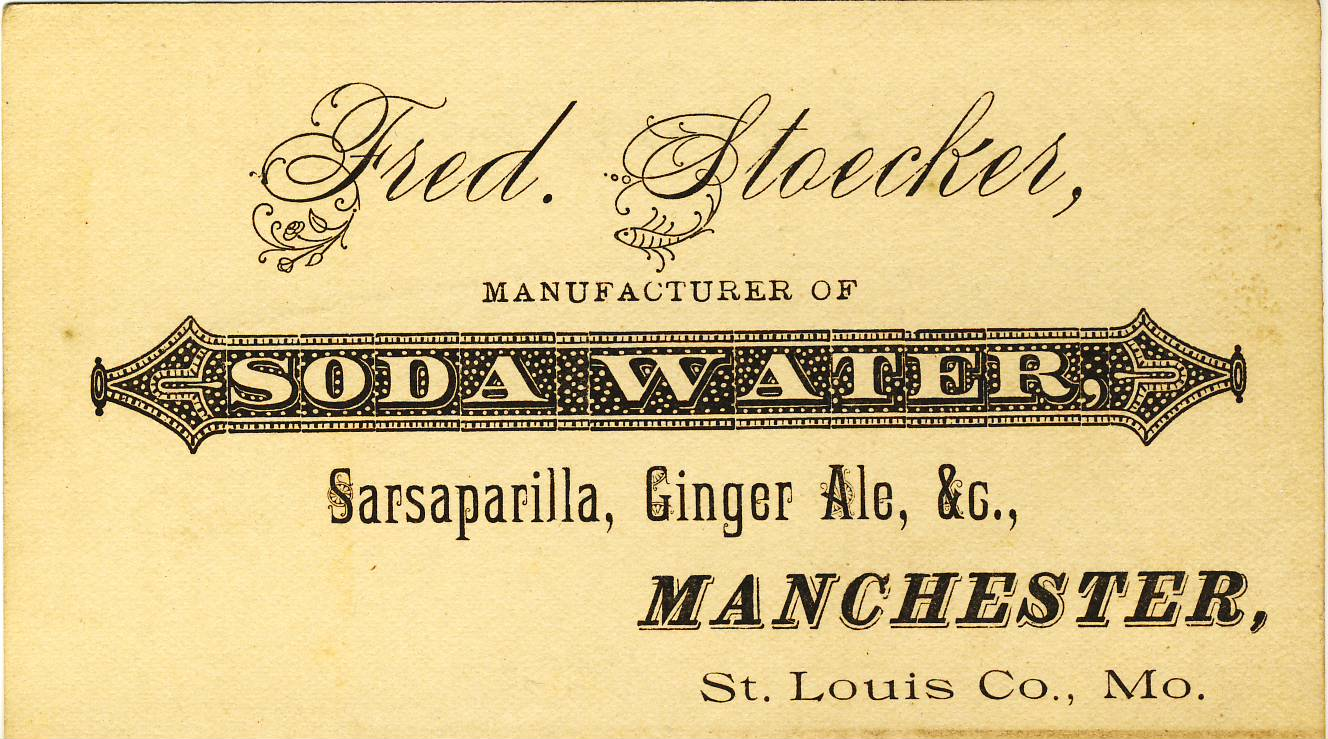 Fred. Stoecker,
MANUFACTURER OF
SODA WATER,
Sarsaparilla, Ginger Ale, &c.,
MANCHESTER,
St. Louis Co., Mo.